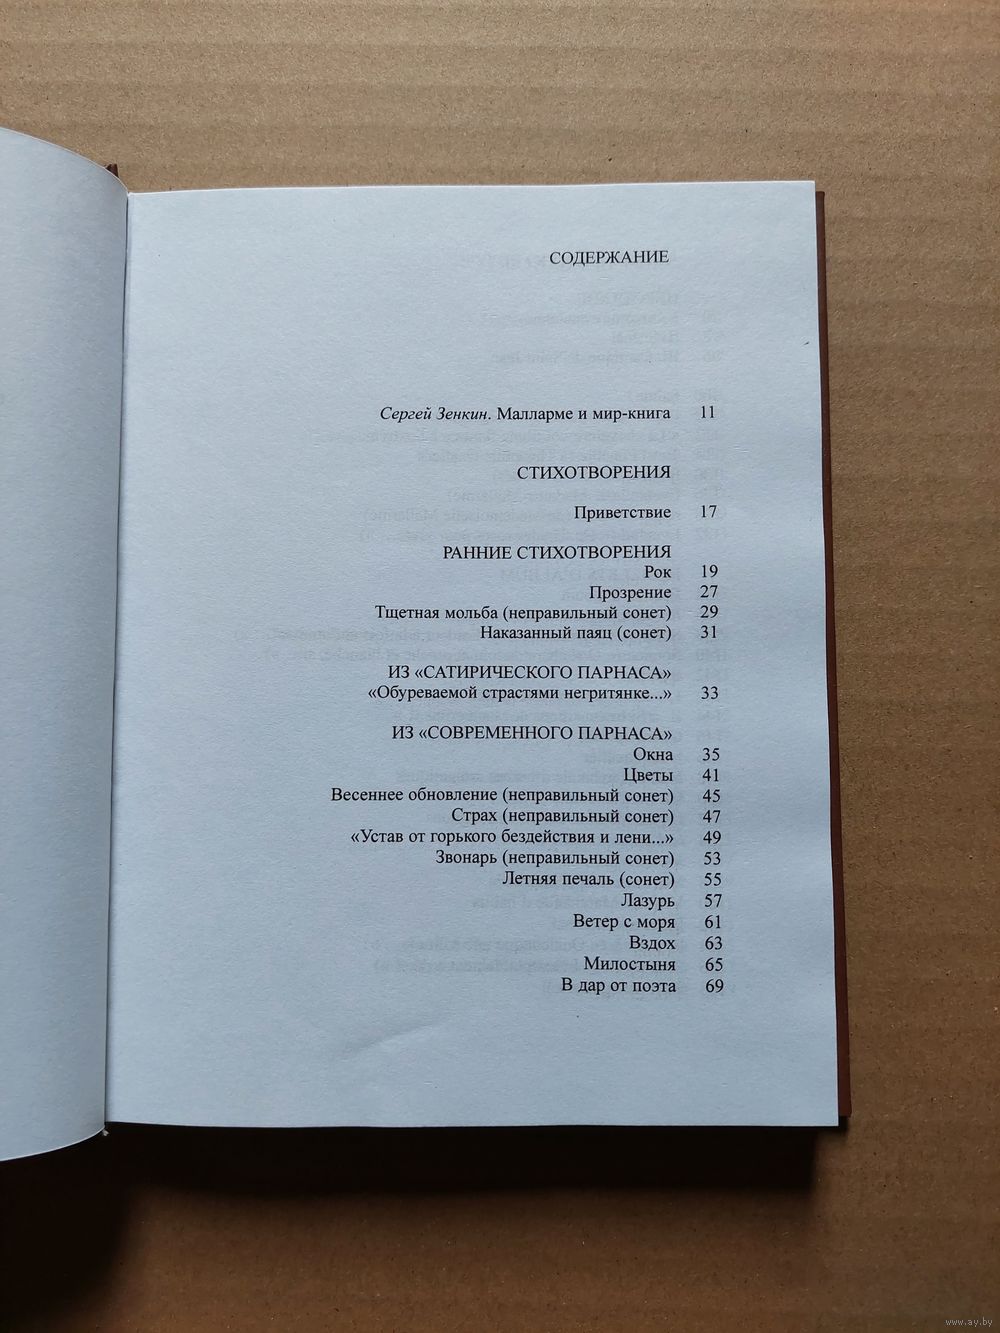 СОДЕРЖАНИЕ
Сергей Зенкин. Малларме и мир-книга 11
СТИХОТВОРЕНИЯ
Приветствие 17
РАННИЕ СТИХОТВОРЕНИЯ
Рок 19
Прозрение 27
Тщетная мольба (неправильный сонет) 29
Наказанный паяц (сонет) 31
ИЗ «САТИРИЧЕСКОГО ПАРНАСА»
«Обуреваемой страстями негритянке...» 33
ИЗ «СОВРЕМЕННОГО ПАРНАСА»
Окна 35
Цветы 41
Весеннее обновление (неправильный сонет) 45
Страх (неправильный сонет) 47
«Устав от горького бездействия и лени...» 49
Звонарь (неправильный сонет) 53
Летняя печаль (сонет) 55
Лазурь 57
Ветер с моря 61
Вздох 63
Милостыня 65
В дар от поэта 69
www.ay.by